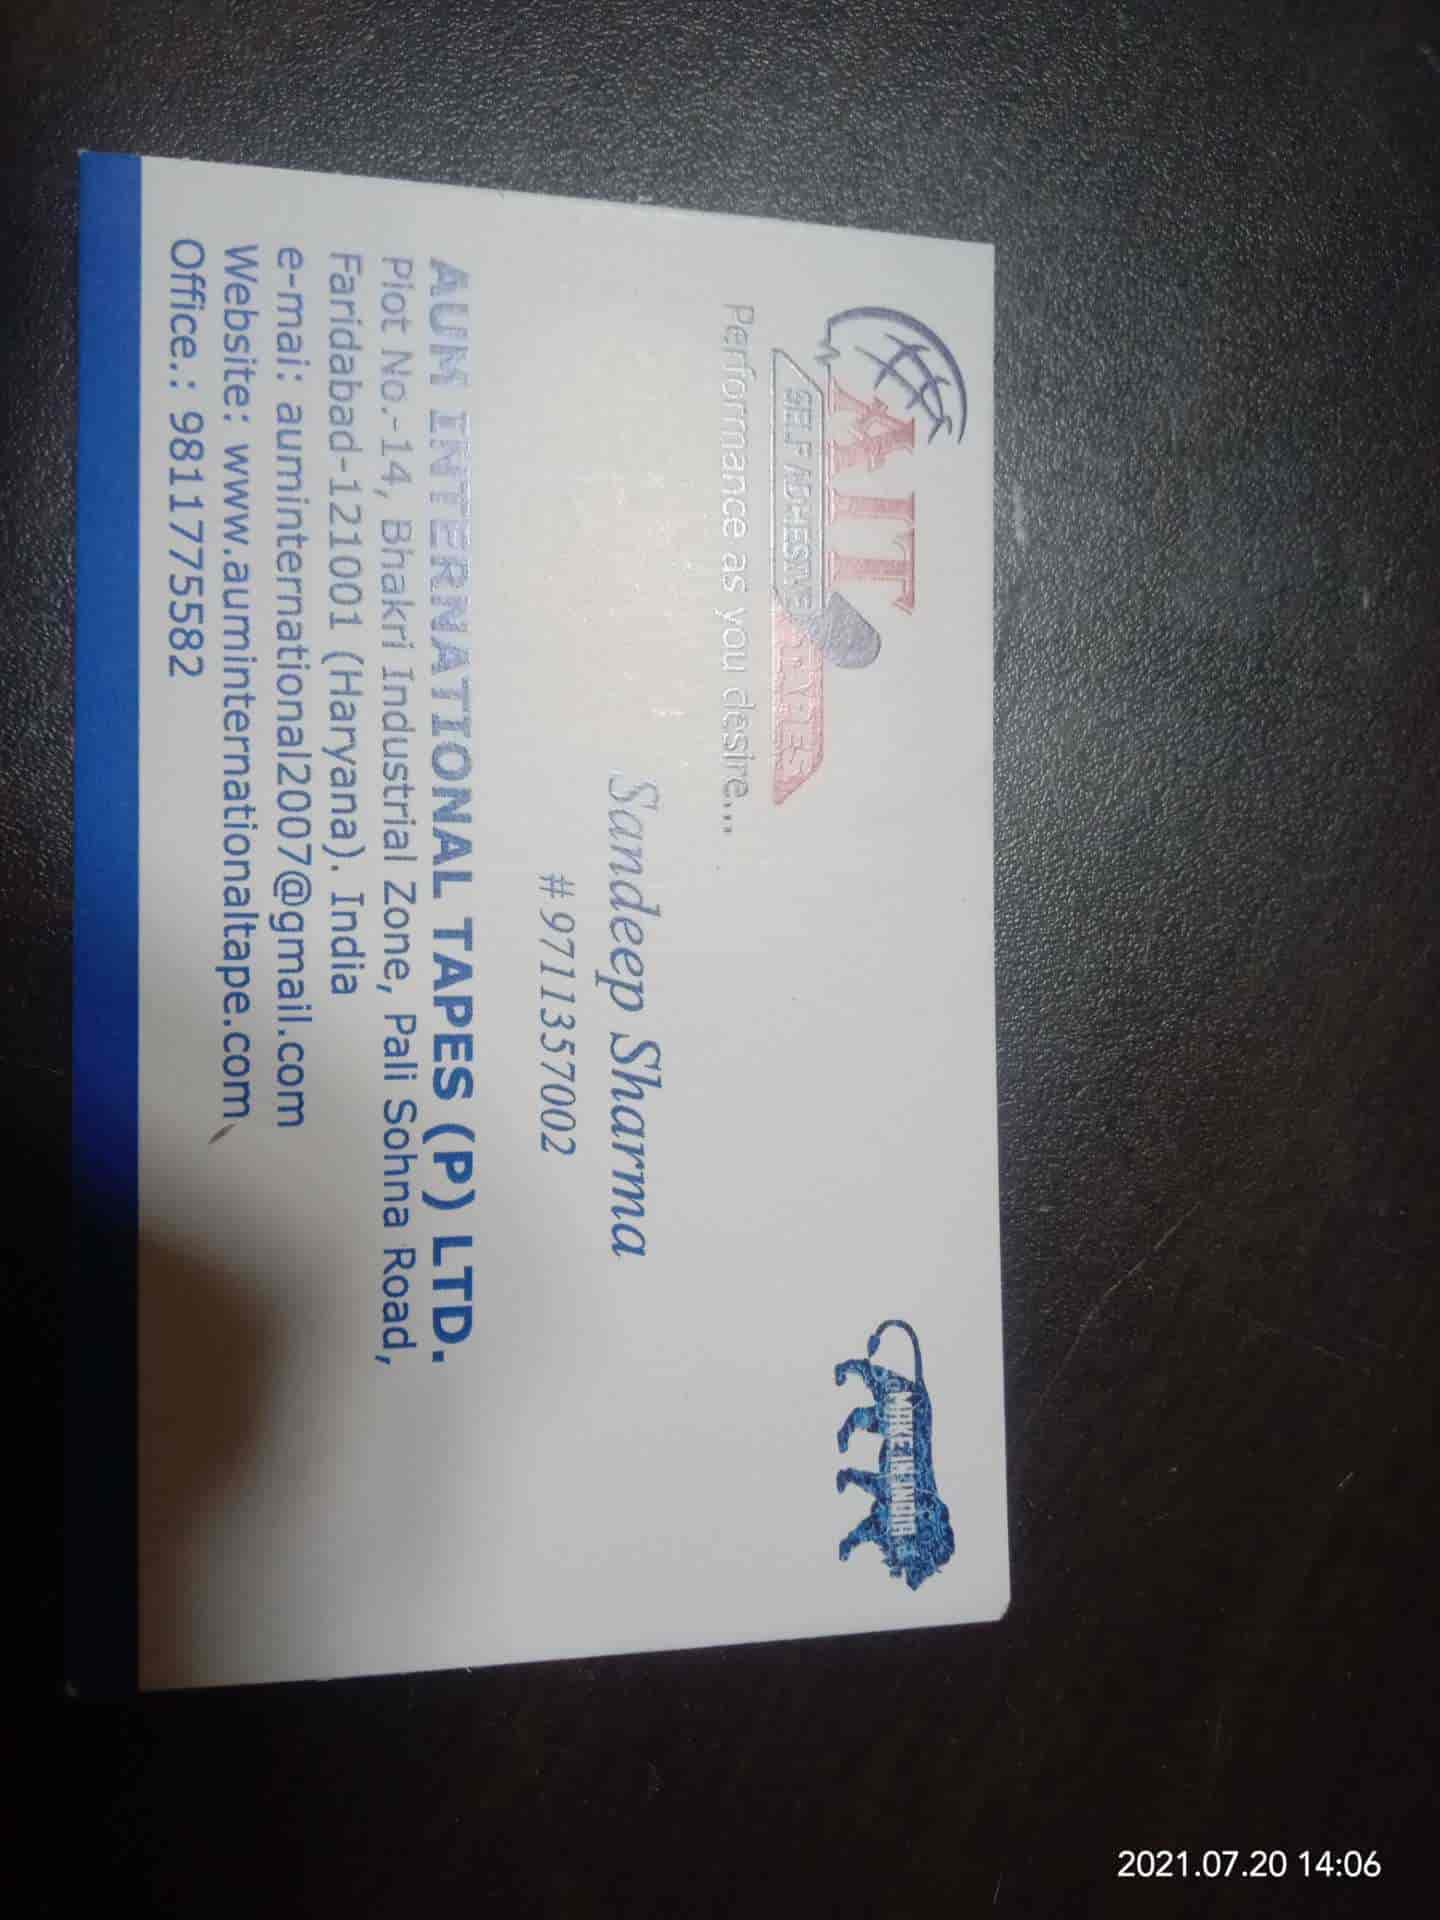 AIT
SELF ADHESIVE TAPES
Performance as you desire...
MAKE IN INDIA
Sandeep Sharma
#9711357002
AUM INTERNATIONAL TAPES (P) LTD.
Plot No.-14, Bhakri Industrial Zone, Pali Sohna Road,
Faridabad-121001 (Haryana). India
e-mai: auminternational2007@gmail.com
Website: www.auminternationaltape.com
Office.: 9811775582
2021.07.20 14:06